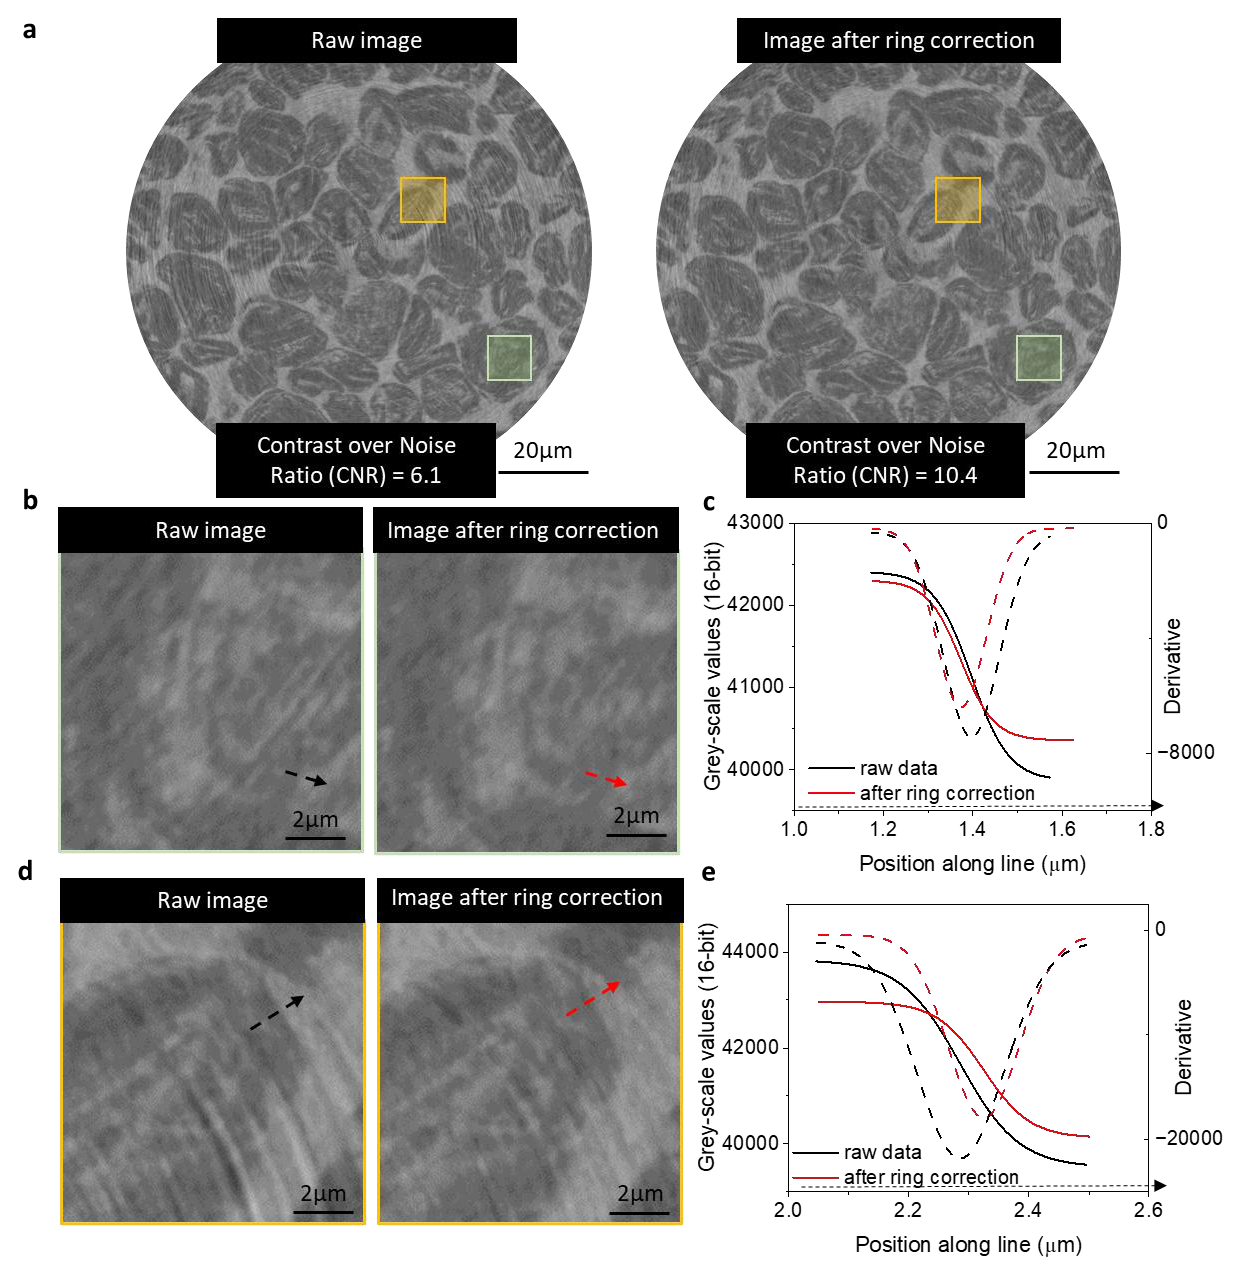 a
Raw image
Image after ring correction
Contrast over Noise
Ratio (CNR) = 6.1
20µm
Contrast over Noise
Ratio (CNR) = 10.4
20µm
b
Raw image
Image after ring correction
2µm
2µm
c
43000
42000
41000
40000
Grey-scale values (16-bit)
0
−8000
Derivative
raw data
after ring correction
1.0
1.2
1.4
1.6
1.8
Position along line (µm)
d
Raw image
Image after ring correction
2µm
2µm
e
44000
42000
40000
Grey-scale values (16-bit)
0
−20000
Derivative
raw data
after ring correction
2.0
2.2
2.4
2.6
Position along line (µm)